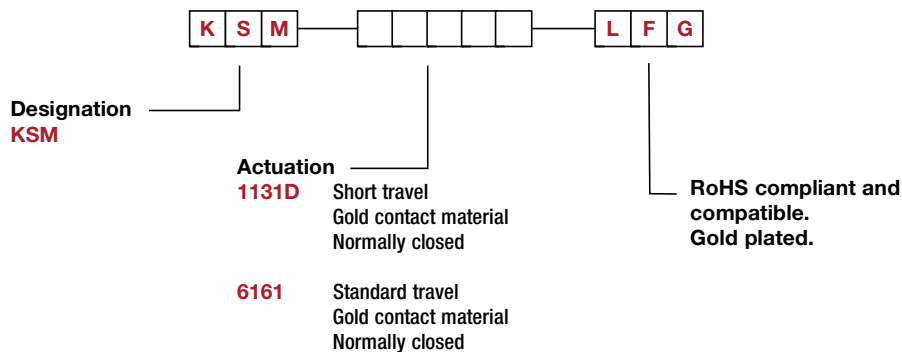 K S M L F G
Designation
KSM
Actuation
1131D Short travel
Gold contact material
Normally closed
6161 Standard travel
Gold contact material
Normally closed
RoHS compliant and
compatible.
Gold plated.